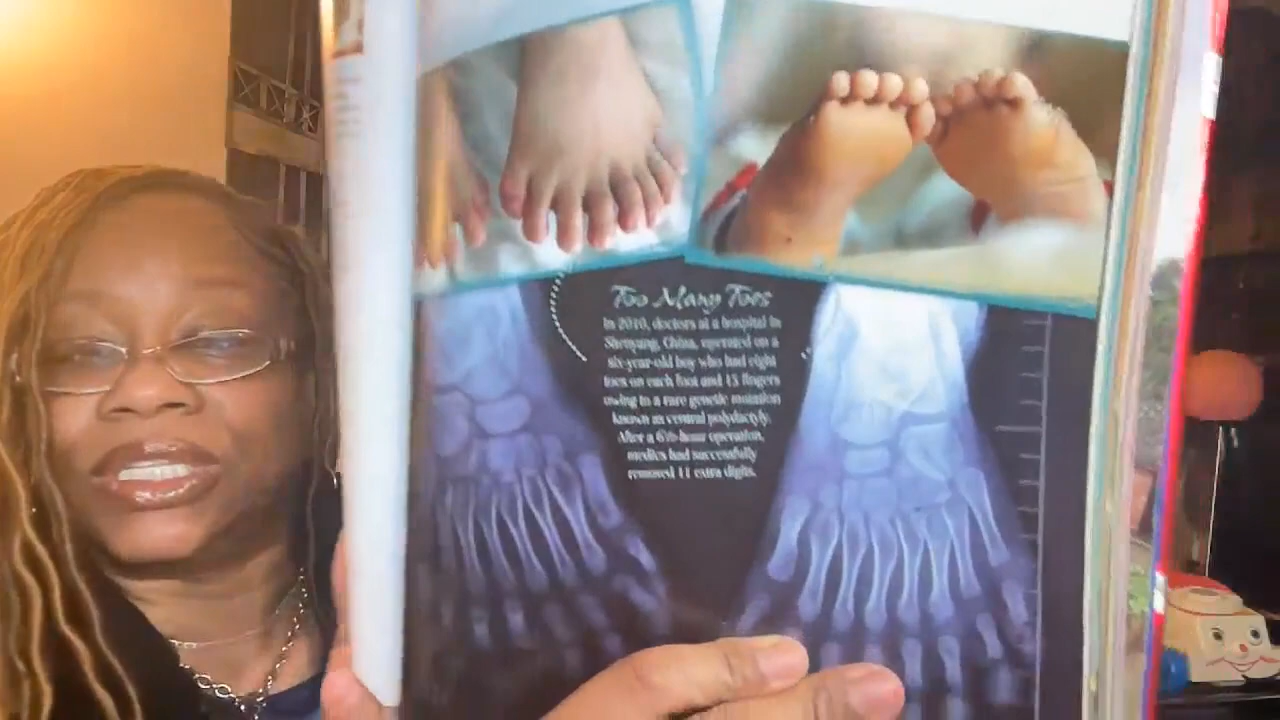 Too Many Toes
In 2010, doctors at a hospital in
Shenyang, China, operated on a
six-year-old boy who had eight
toes on each foot and 15 fingers
owing to a rare genetic mutation
known as central polydactyly.
After a 6½-hour operation,
medics had successfully
removed 11 extra digits.